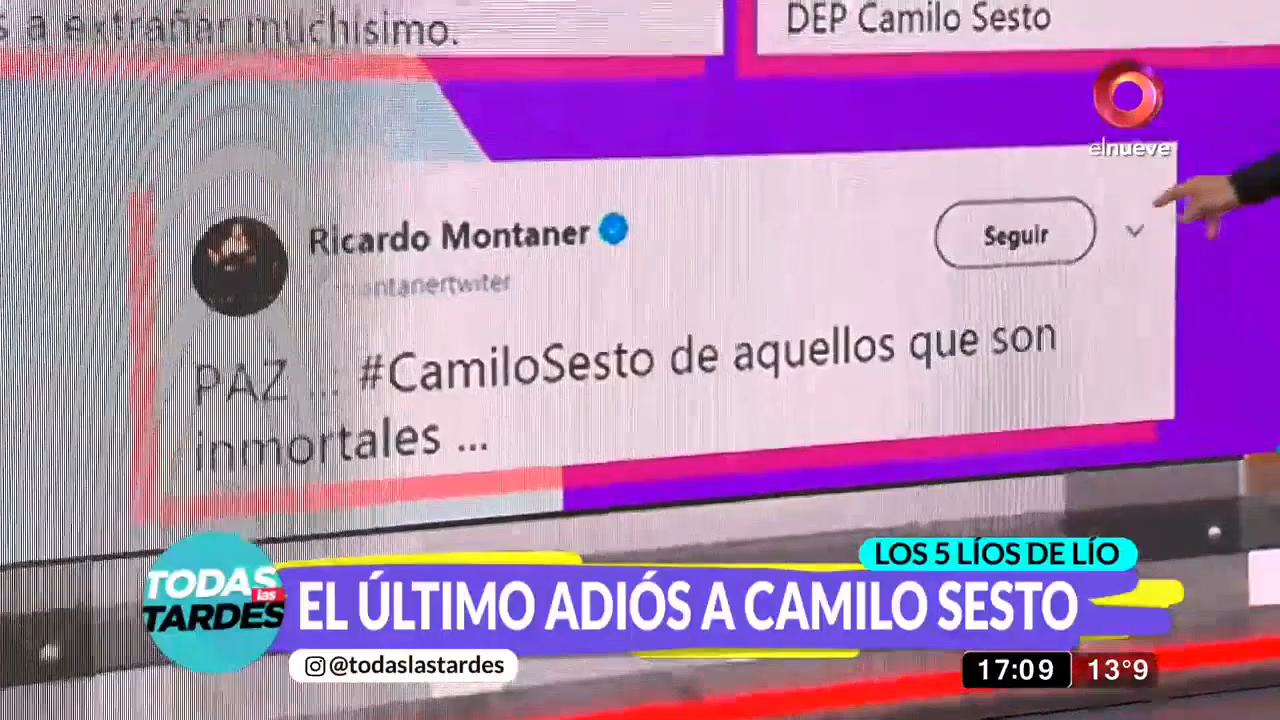 a extrañar muchisimo.
DEP Camilo Sesto
elnueve
Ricardo Montaner
Seguir
PAZ ... #CamiloSesto de aquellos que son
inmortales ...
LOS 5 LÍOS DE LÍO
TODAS
las
TARDES
EL ÚLTIMO ADIÓS A CAMILO SESTO
@todaslastardes
17:09
13°9